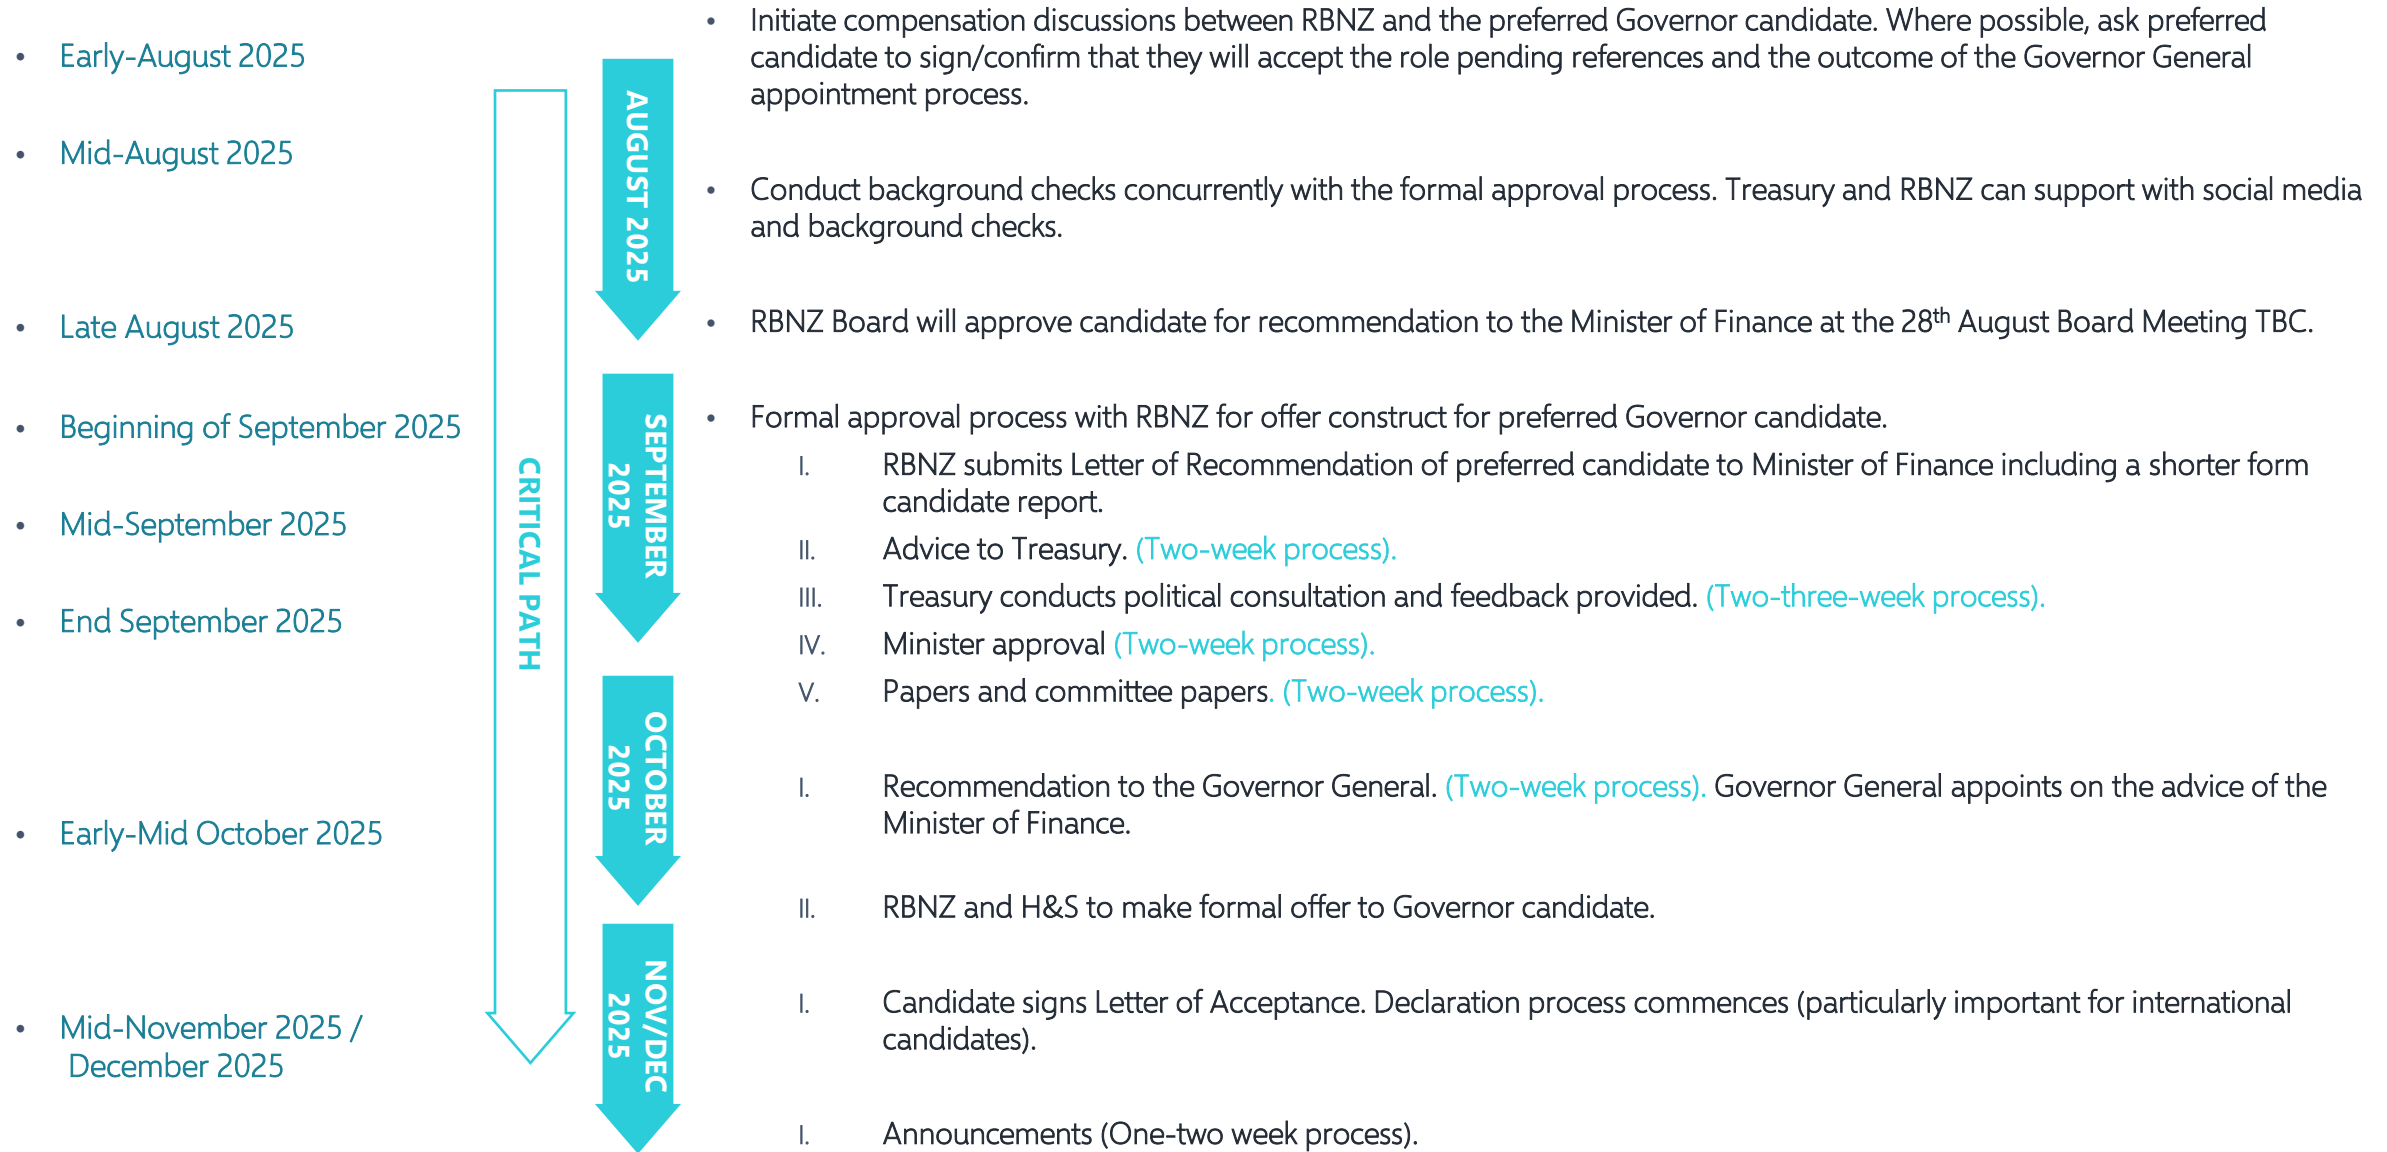 • Early-August 2025
• Mid-August 2025
• Late August 2025
• Beginning of September 2025
• Mid-September 2025
• End September 2025
• Early-Mid October 2025
• Mid-November 2025 /
December 2025
CRITICAL PATH
AUGUST 2025
SEPTEMBER
2025
OCTOBER
2025
NOV/DEC
2025
• Initiate compensation discussions between RBNZ and the preferred Governor candidate. Where possible, ask preferred
candidate to sign/confirm that they will accept the role pending references and the outcome of the Governor General
appointment process.
• Conduct background checks concurrently with the formal approval process. Treasury and RBNZ can support with social media
and background checks.
• RBNZ Board will approve candidate for recommendation to the Minister of Finance at the 28th August Board Meeting TBC.
• Formal approval process with RBNZ for offer construct for preferred Governor candidate.
I. RBNZ submits Letter of Recommendation of preferred candidate to Minister of Finance including a shorter form
candidate report.
II. Advice to Treasury. (Two-week process).
III. Treasury conducts political consultation and feedback provided. (Two-three-week process).
IV. Minister approval (Two-week process).
V. Papers and committee papers. (Two-week process).
I. Recommendation to the Governor General. (Two-week process). Governor General appoints on the advice of the
Minister of Finance.
II. RBNZ and H&S to make formal offer to Governor candidate.
I. Candidate signs Letter of Acceptance. Declaration process commences (particularly important for international
candidates).
I. Announcements (One-two week process).